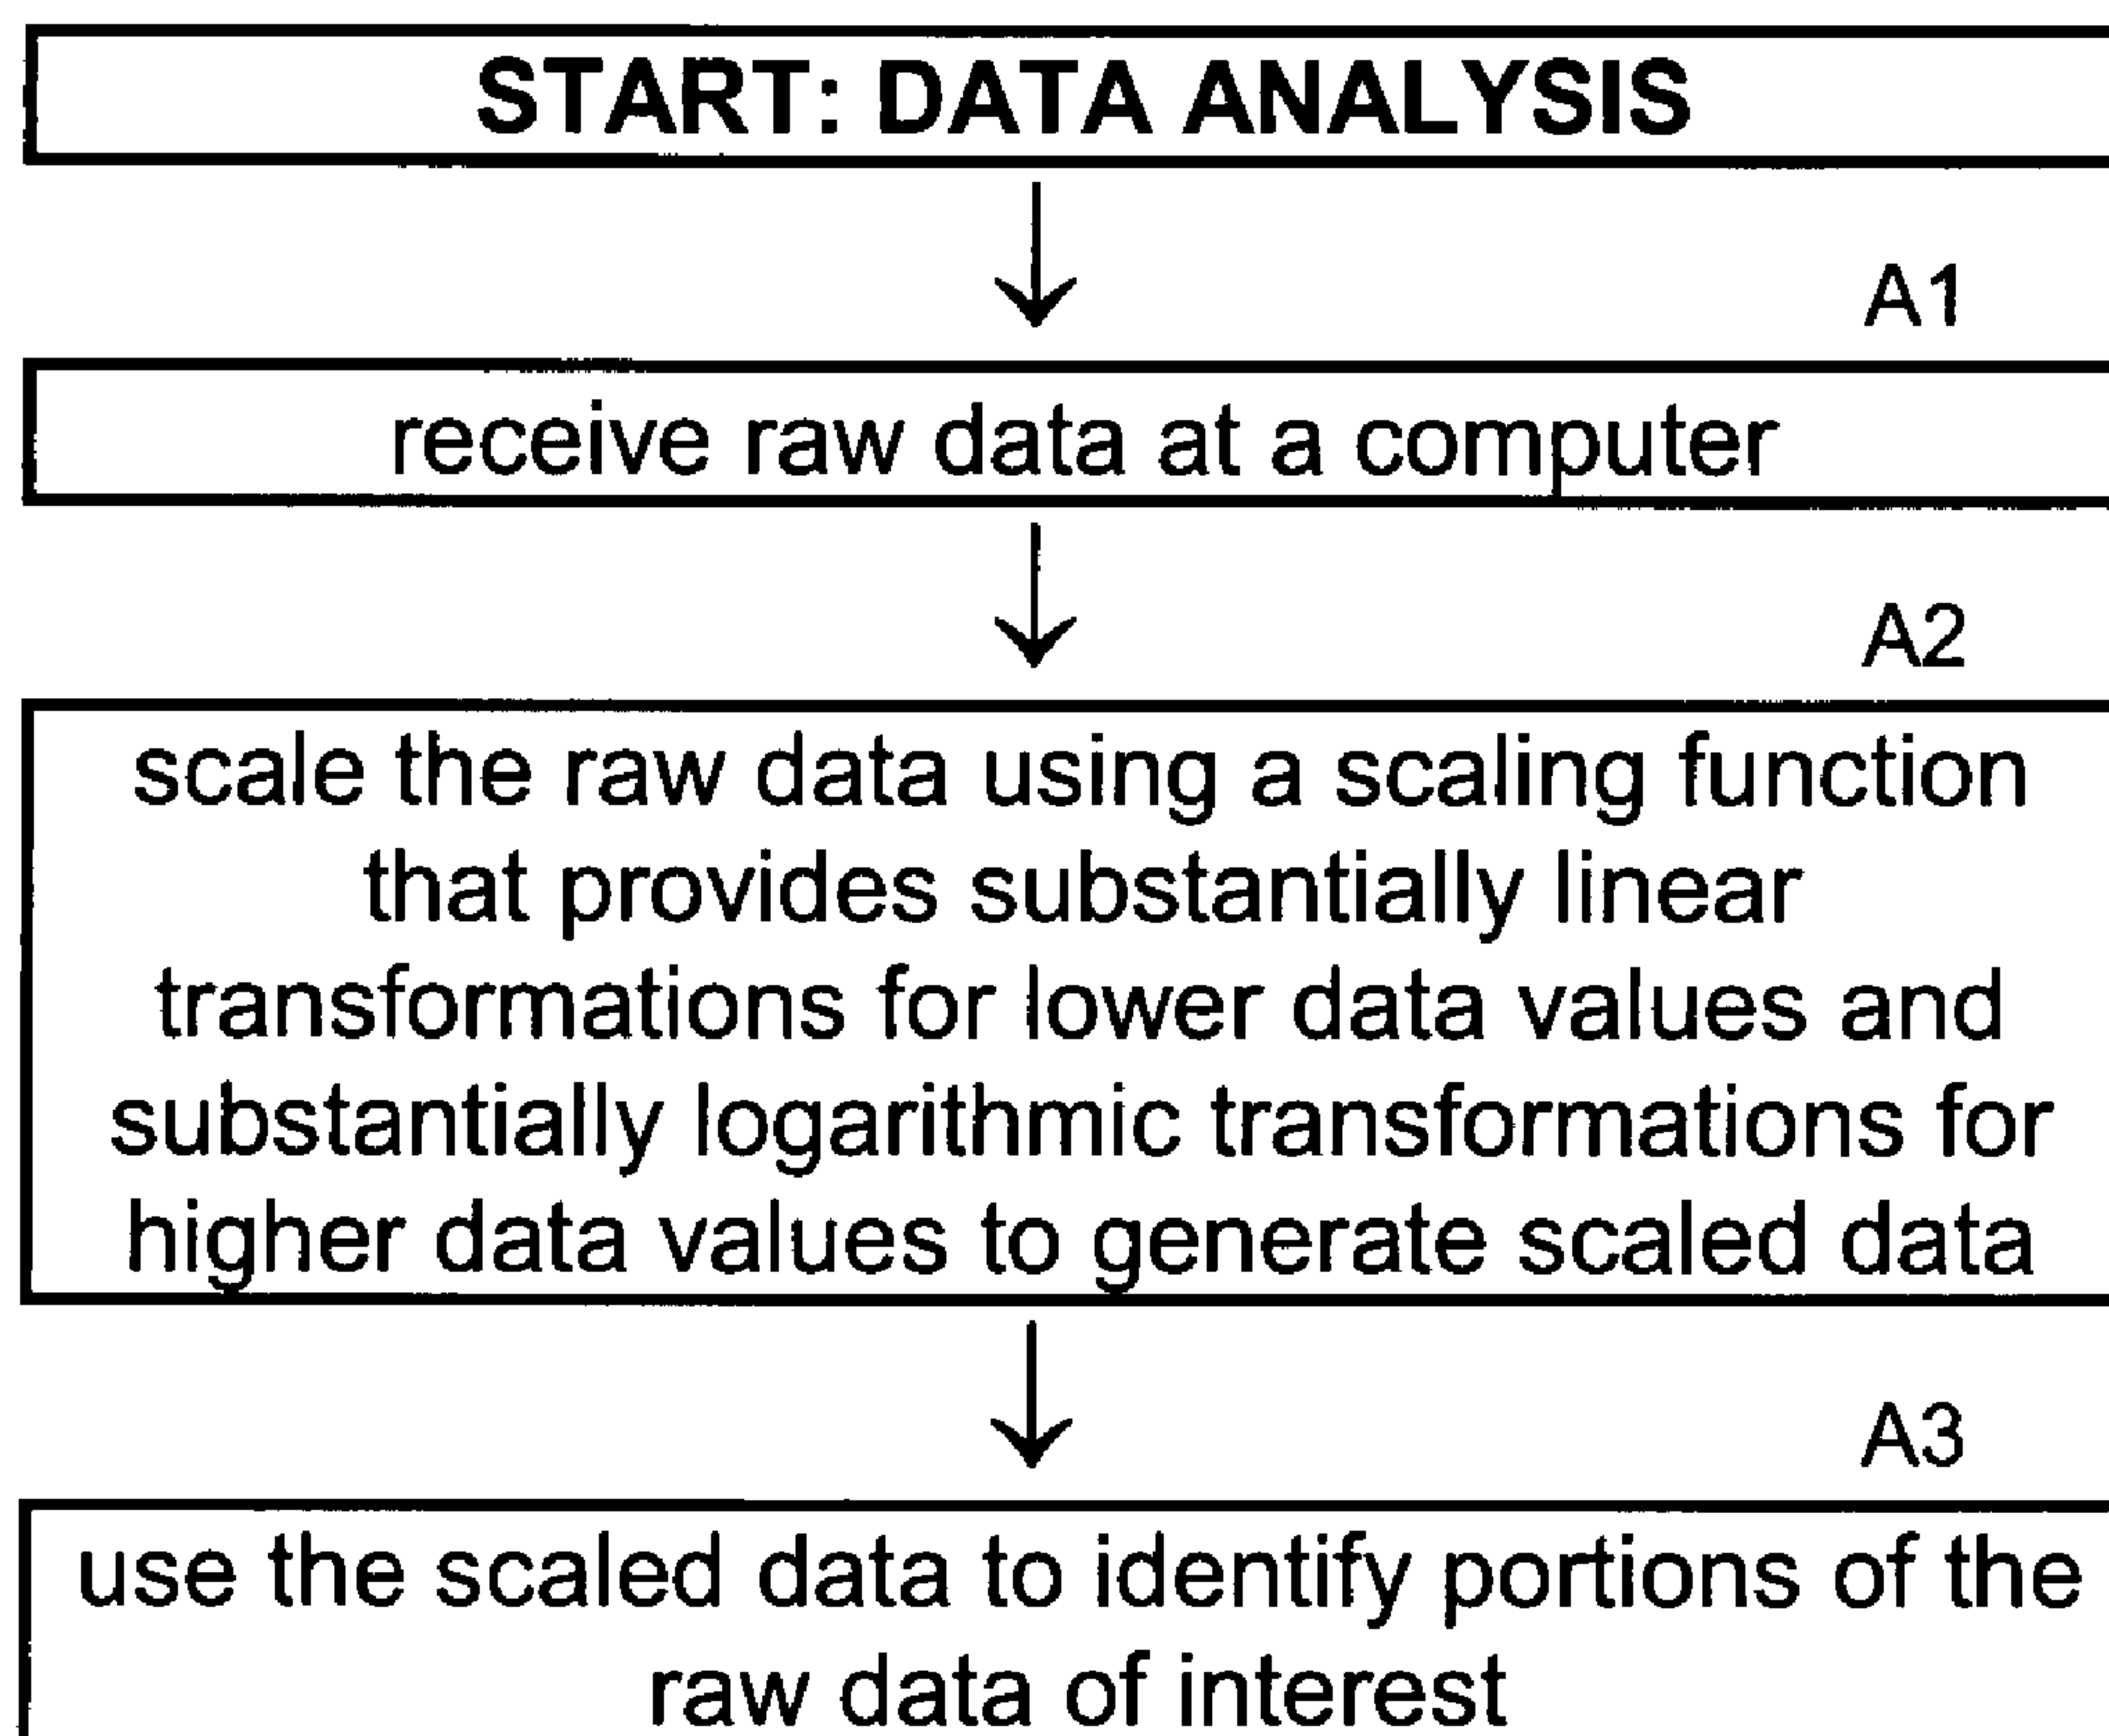 START: DATA ANALYSIS
A1
receive raw data at a computer
A2
scale the raw data using a scaling function
that provides substantially linear
transformations for lower data values and
substantially logarithmic transformations for
higher data values to generate scaled data
A3
use the scaled data to identify portions of the
raw data of interest